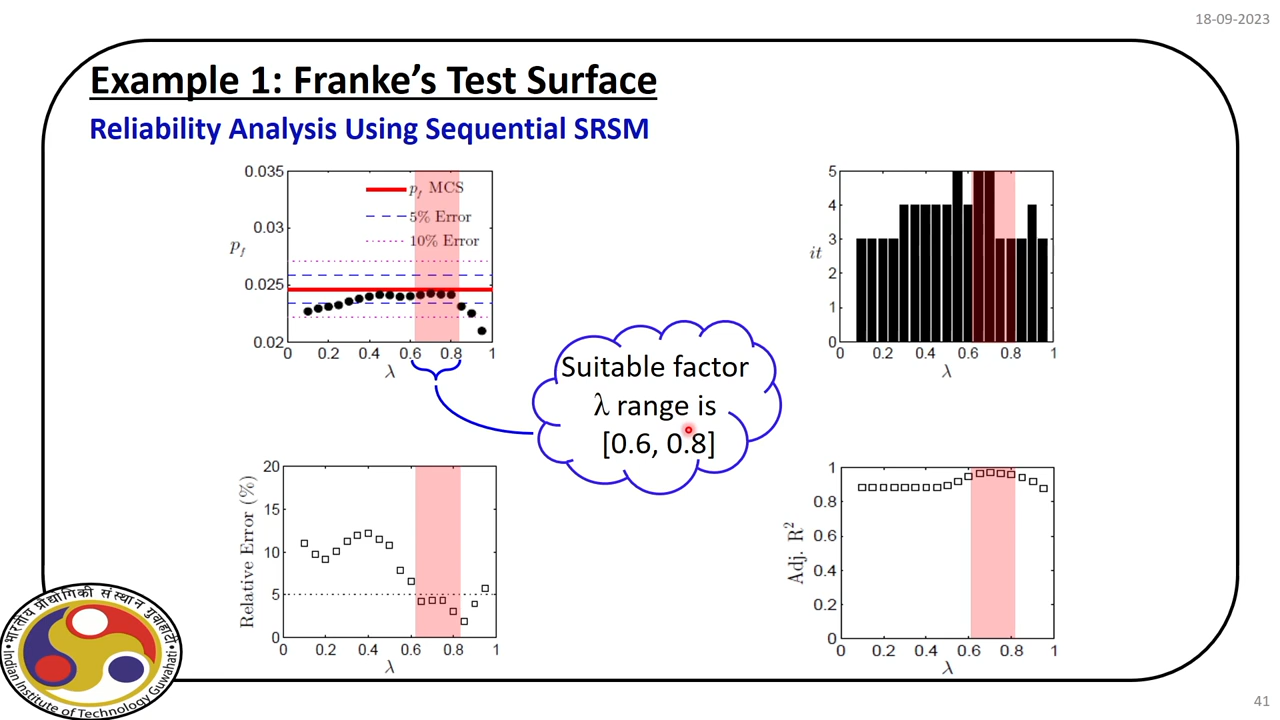 18-09-2023
Example 1: Franke’s Test Surface
Reliability Analysis Using Sequential SRSM
0.035
0.03
0.025
0.02
p_f
p_f MCS
5% Error
10% Error
0 0.2 0.4 0.6 0.8 1
λ
5
4
3
2
1
0
it
0 0.2 0.4 0.6 0.8 1
λ
Suitable factor
λ range is
[0.6, 0.8]
20
15
10
5
0
Relative Error (%)
0 0.2 0.4 0.6 0.8 1
λ
1
0.8
0.6
0.4
0.2
0
Adj. R²
0 0.2 0.4 0.6 0.8 1
λ
भारतीय प्रौद्योगिकी संस्थान गुवाहाटी
Indian Institute of Technology Guwahati
41